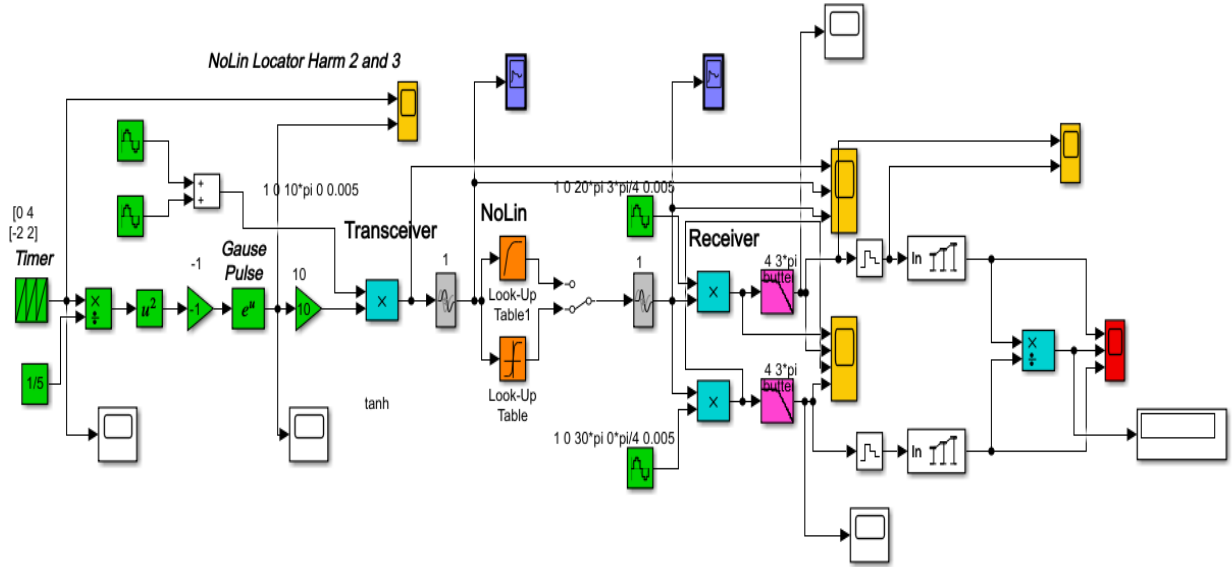 NoLin Locator Harm 2 and 3
+
+
1 0 10*pi 0 0.005
1 0 20*pi 3*pi/4 0.005
[0 4
[-2 2]
Timer
Transceiver
NoLin
Receiver
Gause
Pulse
-1
10
1
1
4 3*pi
butter
×
÷
u²
-1
eᵘ
10
×
Look-Up
Table1
×
In
×
÷
1/5
Look-Up
Table
4 3*pi
butter
×
tanh
1 0 30*pi 0*pi/4 0.005
In